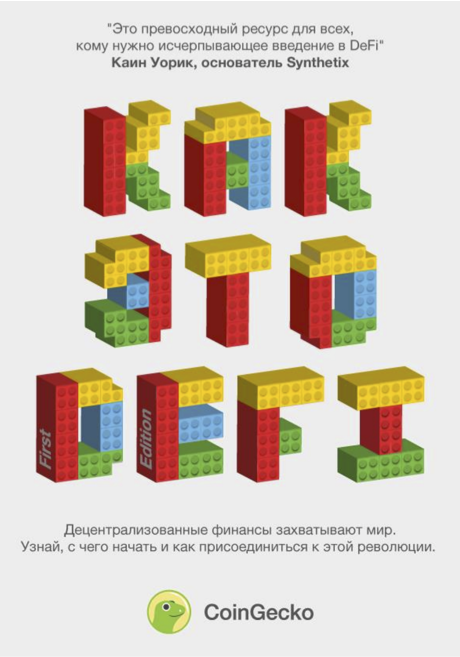 "Это превосходный ресурс для всех,
кому нужно исчерпывающее введение в DeFi"
Каин Уорик, основатель Synthetix
КАК
ЭТО
DEFI
First
Edition
Децентрализованные финансы захватывают мир.
Узнай, с чего начать и как присоединиться к этой революции.
CoinGecko